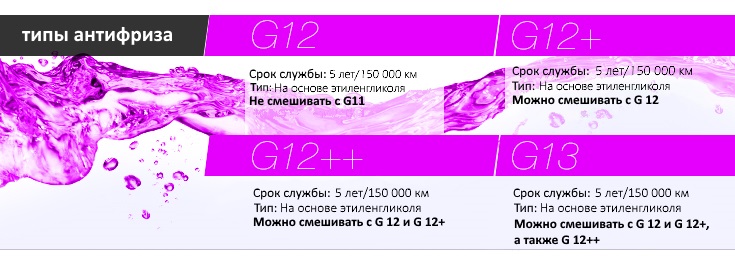 типы антифриза
G12
Срок службы: 5 лет/150 000 км
Тип: На основе этиленгликоля
Не смешивать с G11
G12+
Срок службы: 5 лет/150 000 км
Тип: На основе этиленгликоля
Можно смешивать с G 12
G12++
Срок службы: 5 лет/150 000 км
Тип: На основе этиленгликоля
Можно смешивать с G 12 и G 12+
G13
Срок службы: 5 лет/150 000 км
Тип: На основе этиленгликоля
Можно смешивать с G 12 и G 12+,
а также G 12++